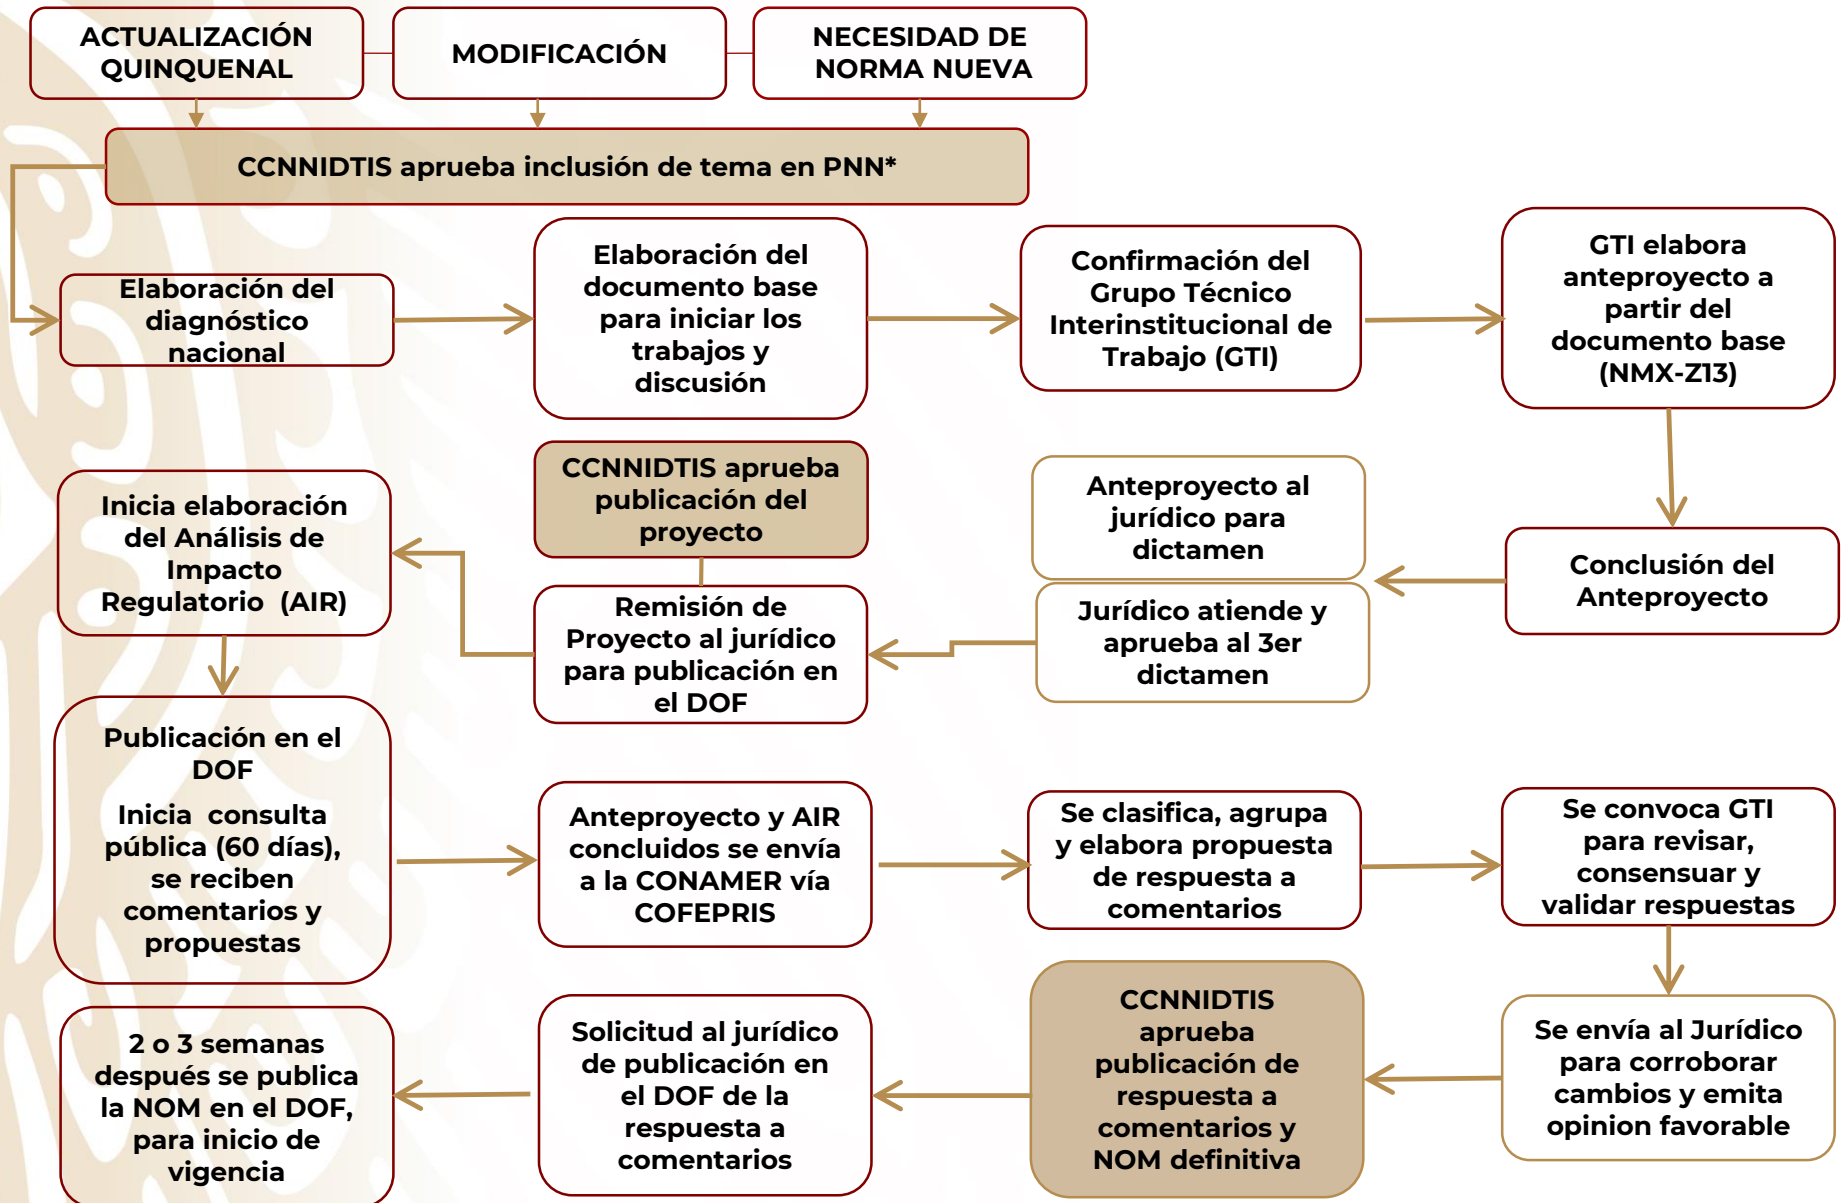 ACTUALIZACIÓN
QUINQUENAL
MODIFICACIÓN
NECESIDAD DE
NORMA NUEVA
CCNNIDTIS aprueba inclusión de tema en PNN*
Elaboración del
diagnóstico
nacional
Elaboración del
documento base
para iniciar los
trabajos y
discusión
Confirmación del
Grupo Técnico
Interinstitucional de
Trabajo (GTI)
GTI elabora
anteproyecto a
partir del
documento base
(NMX-Z13)
Conclusión del
Anteproyecto
Anteproyecto al
jurídico para
dictamen
Jurídico atiende y
aprueba al 3er
dictamen
CCNNIDTIS aprueba
publicación del
proyecto
Remisión de
Proyecto al jurídico
para publicación en
el DOF
Inicia elaboración
del Análisis de
Impacto
Regulatorio (AIR)
Publicación en el
DOF
Inicia consulta
pública (60 días),
se reciben
comentarios y
propuestas
Anteproyecto y AIR
concluidos se envía
a la CONAMER vía
COFEPRIS
Se clasifica, agrupa
y elabora propuesta
de respuesta a
comentarios
Se convoca GTI
para revisar,
consensuar y
validar respuestas
Se envía al Jurídico
para corroborar
cambios y emita
opinion favorable
CCNNIDTIS
aprueba
publicación de
respuesta a
comentarios y
NOM definitiva
Solicitud al jurídico
de publicación en
el DOF de la
respuesta a
comentarios
2 o 3 semanas
después se publica
la NOM en el DOF,
para inicio de
vigencia